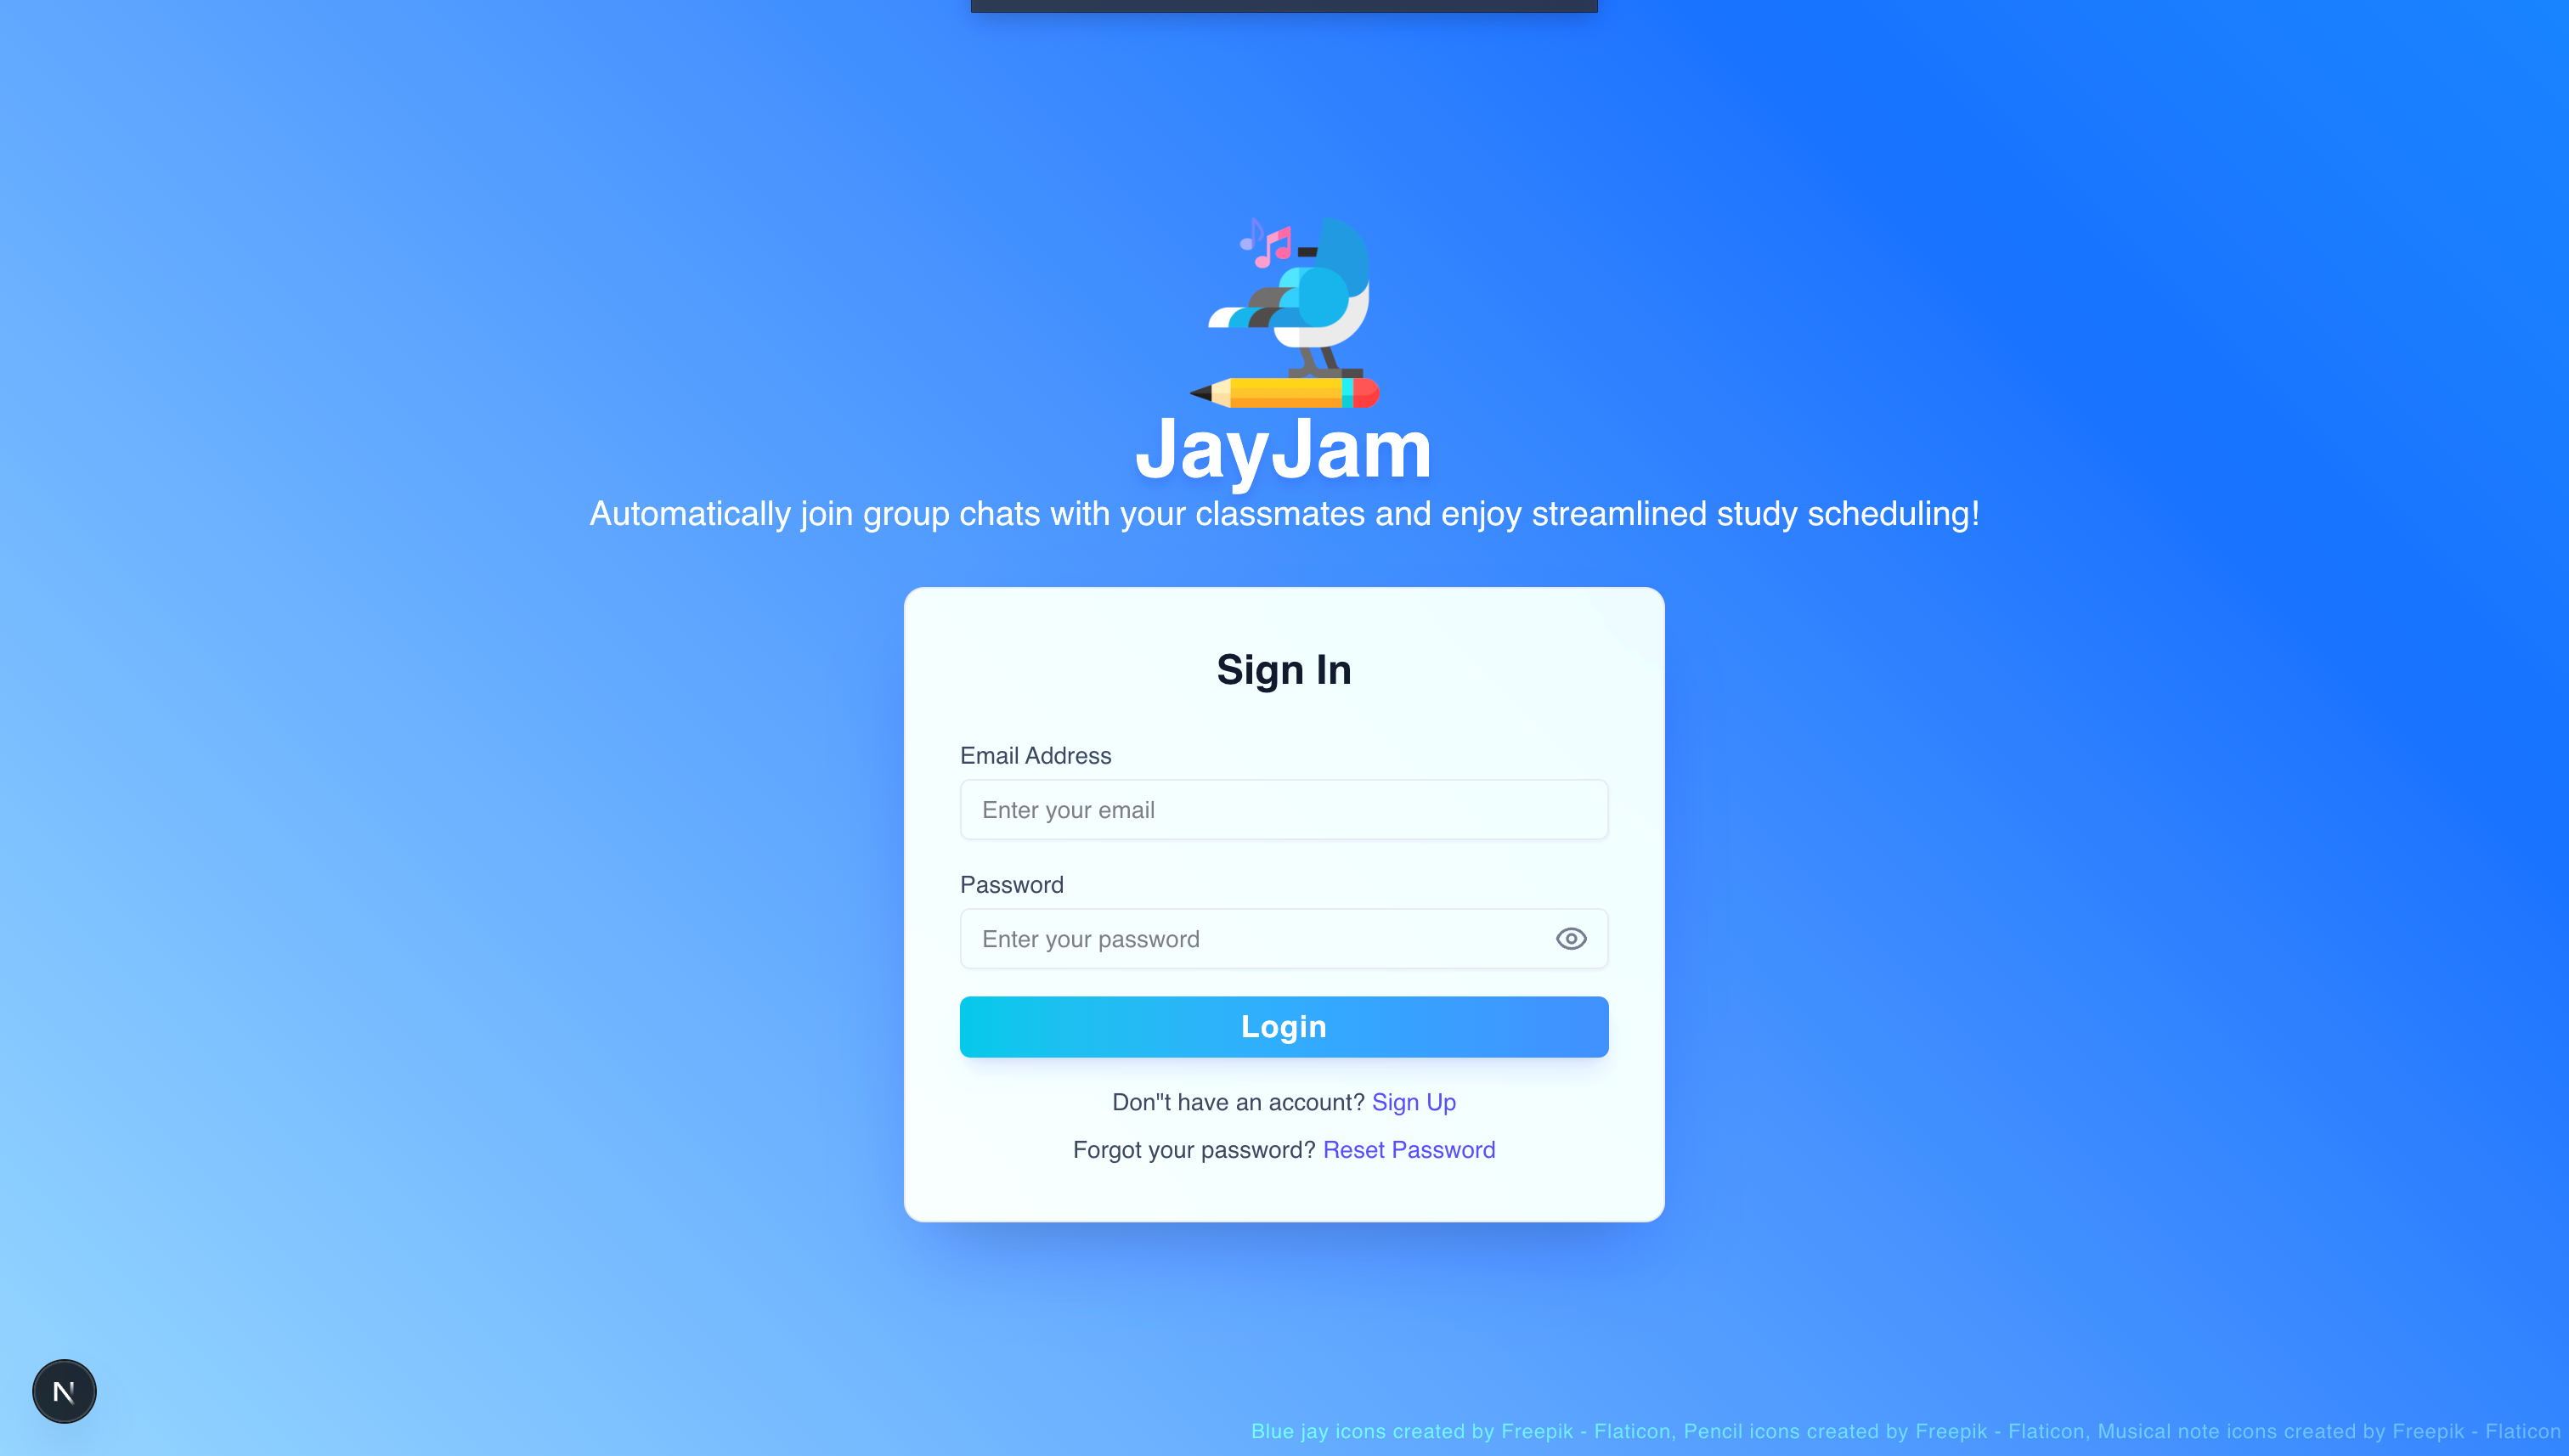 JayJam
Automatically join group chats with your classmates and enjoy streamlined study scheduling!
Sign In
Email Address
Enter your email
Password
Enter your password
Login
Don"t have an account? Sign Up
Forgot your password? Reset Password
N
Blue jay icons created by Freepik - Flaticon, Pencil icons created by Freepik - Flaticon, Musical note icons created by Freepik - Flaticon